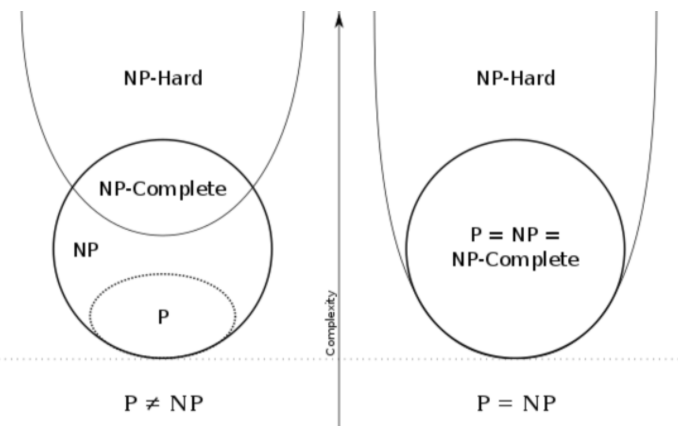 NP-Hard
NP-Complete
NP
P
P ≠ NP
Complexity
NP-Hard
P = NP =
NP-Complete
P = NP